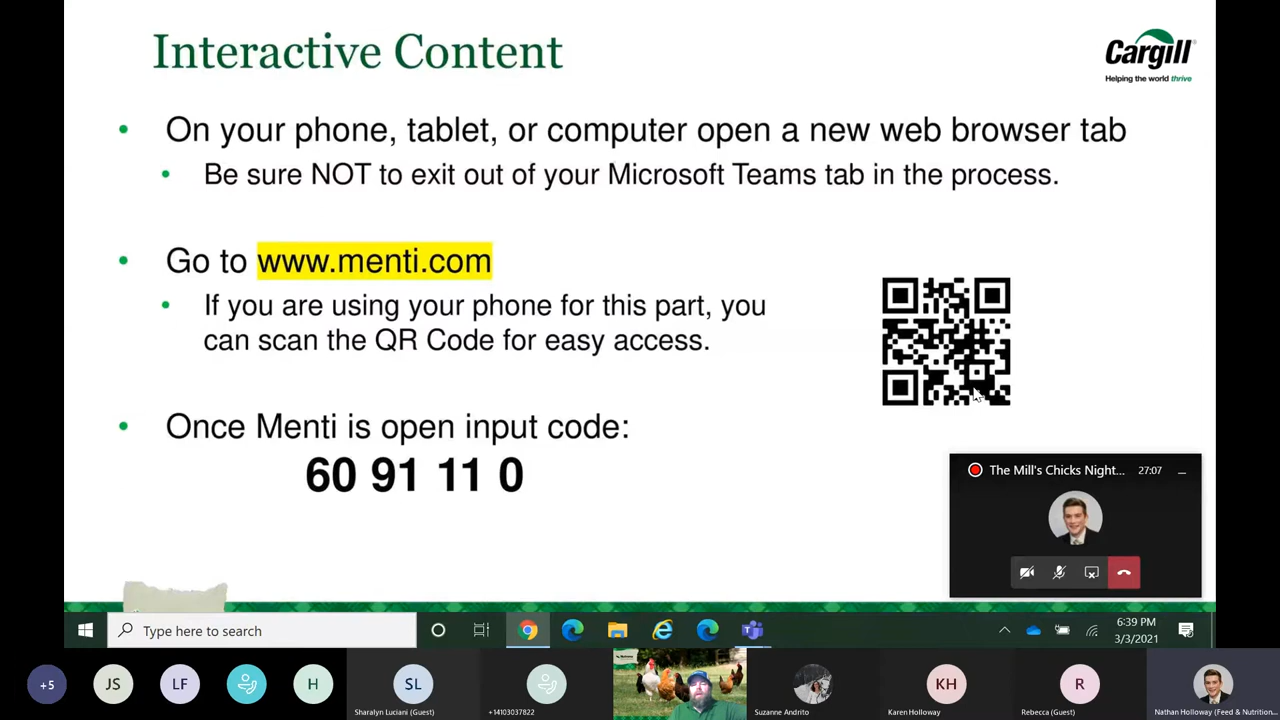 Interactive Content
Cargill
Helping the world thrive
• On your phone, tablet, or computer open a new web browser tab
• Be sure NOT to exit out of your Microsoft Teams tab in the process.
• Go to www.menti.com
• If you are using your phone for this part, you
can scan the QR Code for easy access.
• Once Menti is open input code:
60 91 11 0
The Mill's Chicks Night... 27:07
Type here to search
6:39 PM
3/3/2021
+5
JS
LF
H
SL
Sharalyn Luciani (Guest)
+14103037822
Suzanne Andrito
KH
Karen Holloway
R
Rebecca (Guest)
Nathan Holloway (Feed & Nutrition...